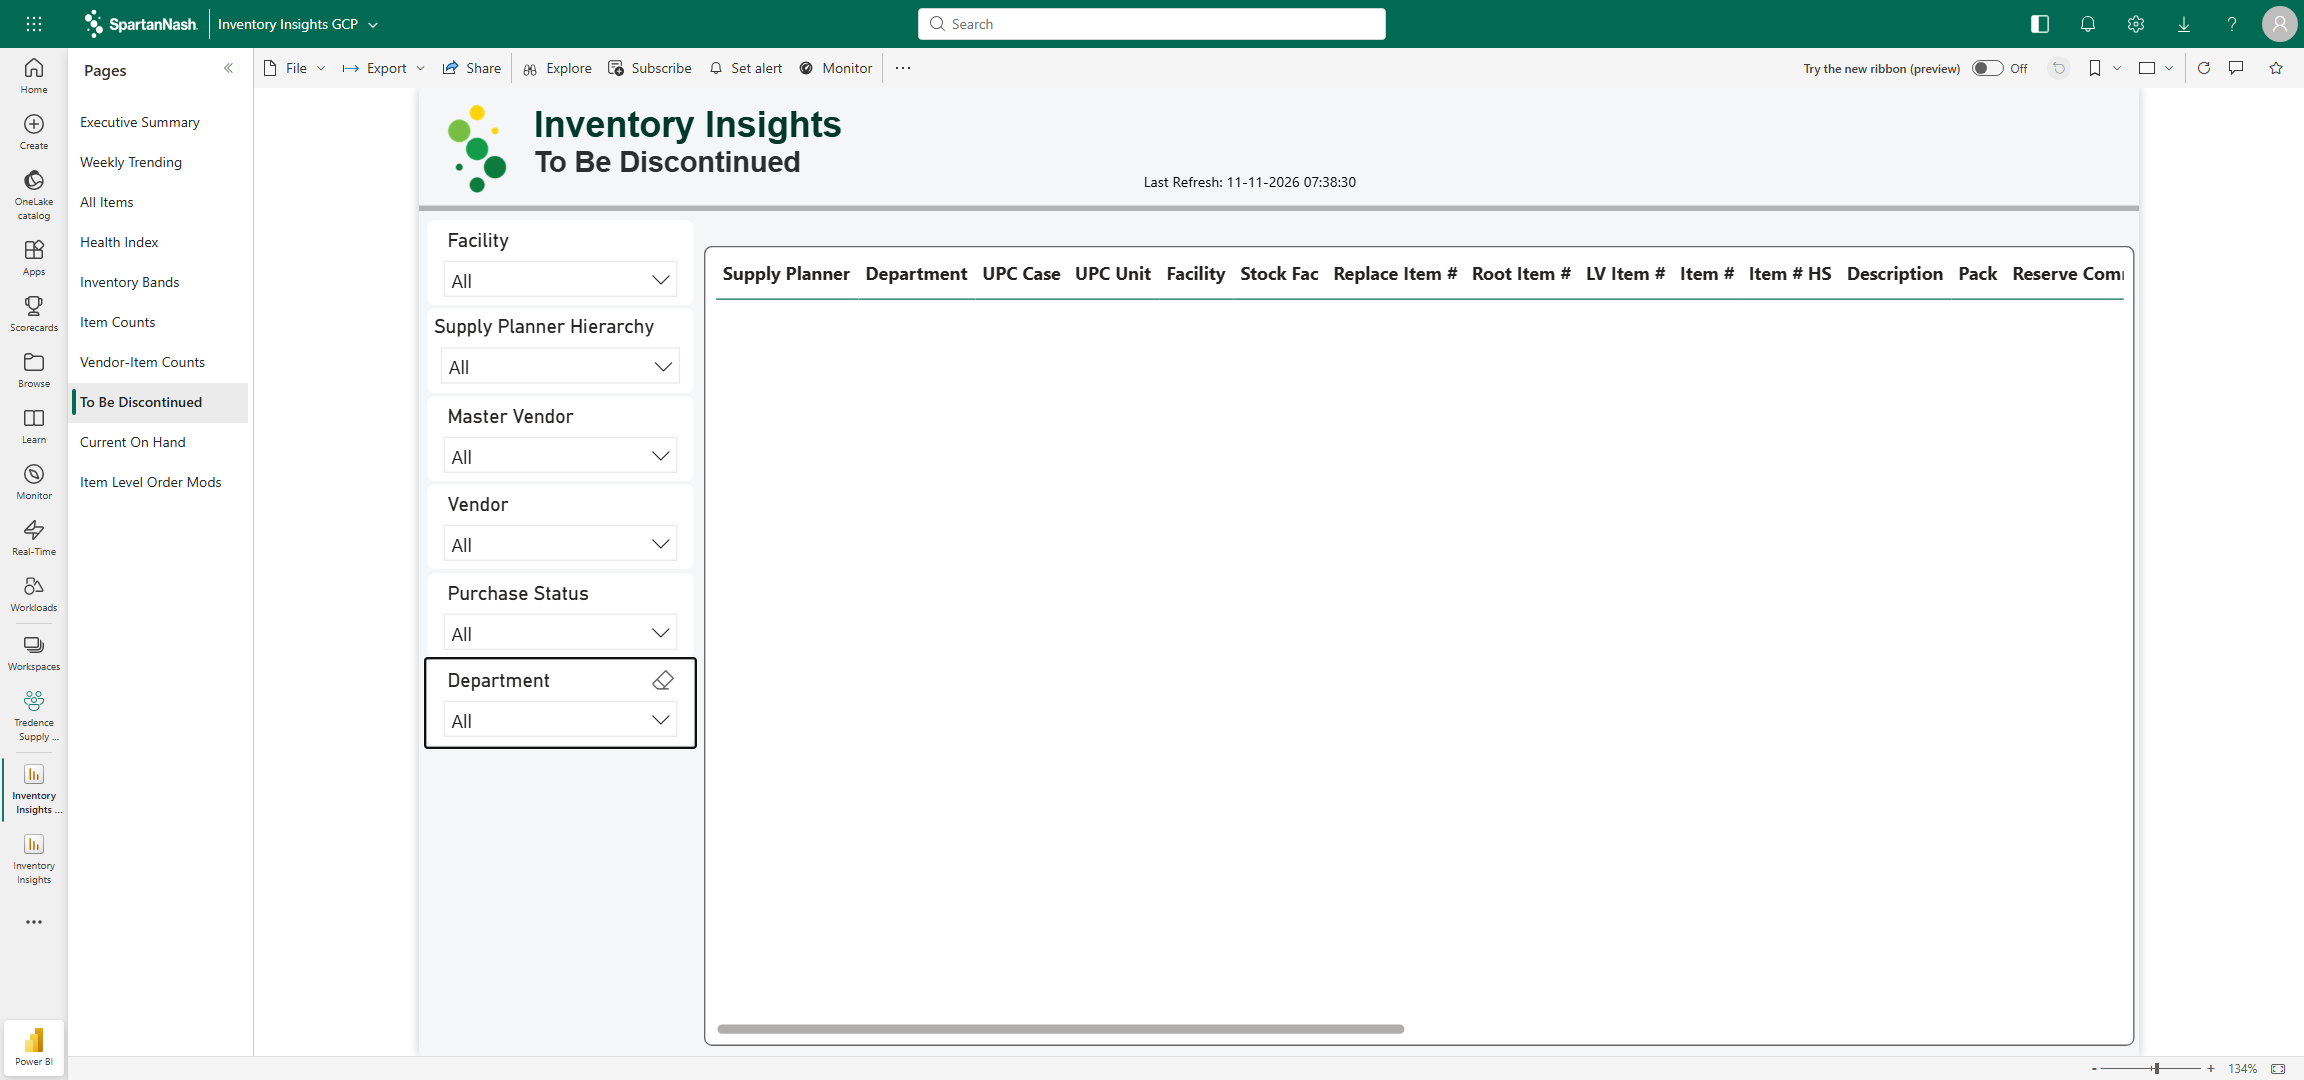 SpartanNash
Inventory Insights GCP
Search
Home
Create
OneLake
catalog
Apps
Scorecards
Browse
Learn
Monitor
Real-Time
Workloads
Workspaces
Tredence
Supply ...
Inventory
Insights ...
Inventory
Insights
Power BI
Pages
Executive Summary
Weekly Trending
All Items
Health Index
Inventory Bands
Item Counts
Vendor-Item Counts
To Be Discontinued
Current On Hand
Item Level Order Mods
File
Export
Share
Explore
Subscribe
Set alert
Monitor
Try the new ribbon (preview)
Off
Inventory Insights
To Be Discontinued
Last Refresh: 11-11-2026 07:38:30
Facility
All
Supply Planner Hierarchy
All
Master Vendor
All
Vendor
All
Purchase Status
All
Department
All
Supply Planner Department UPC Case UPC Unit Facility Stock Fac Replace Item # Root Item # LV Item # Item # Item # HS Description Pack Reserve Com
- + 134%